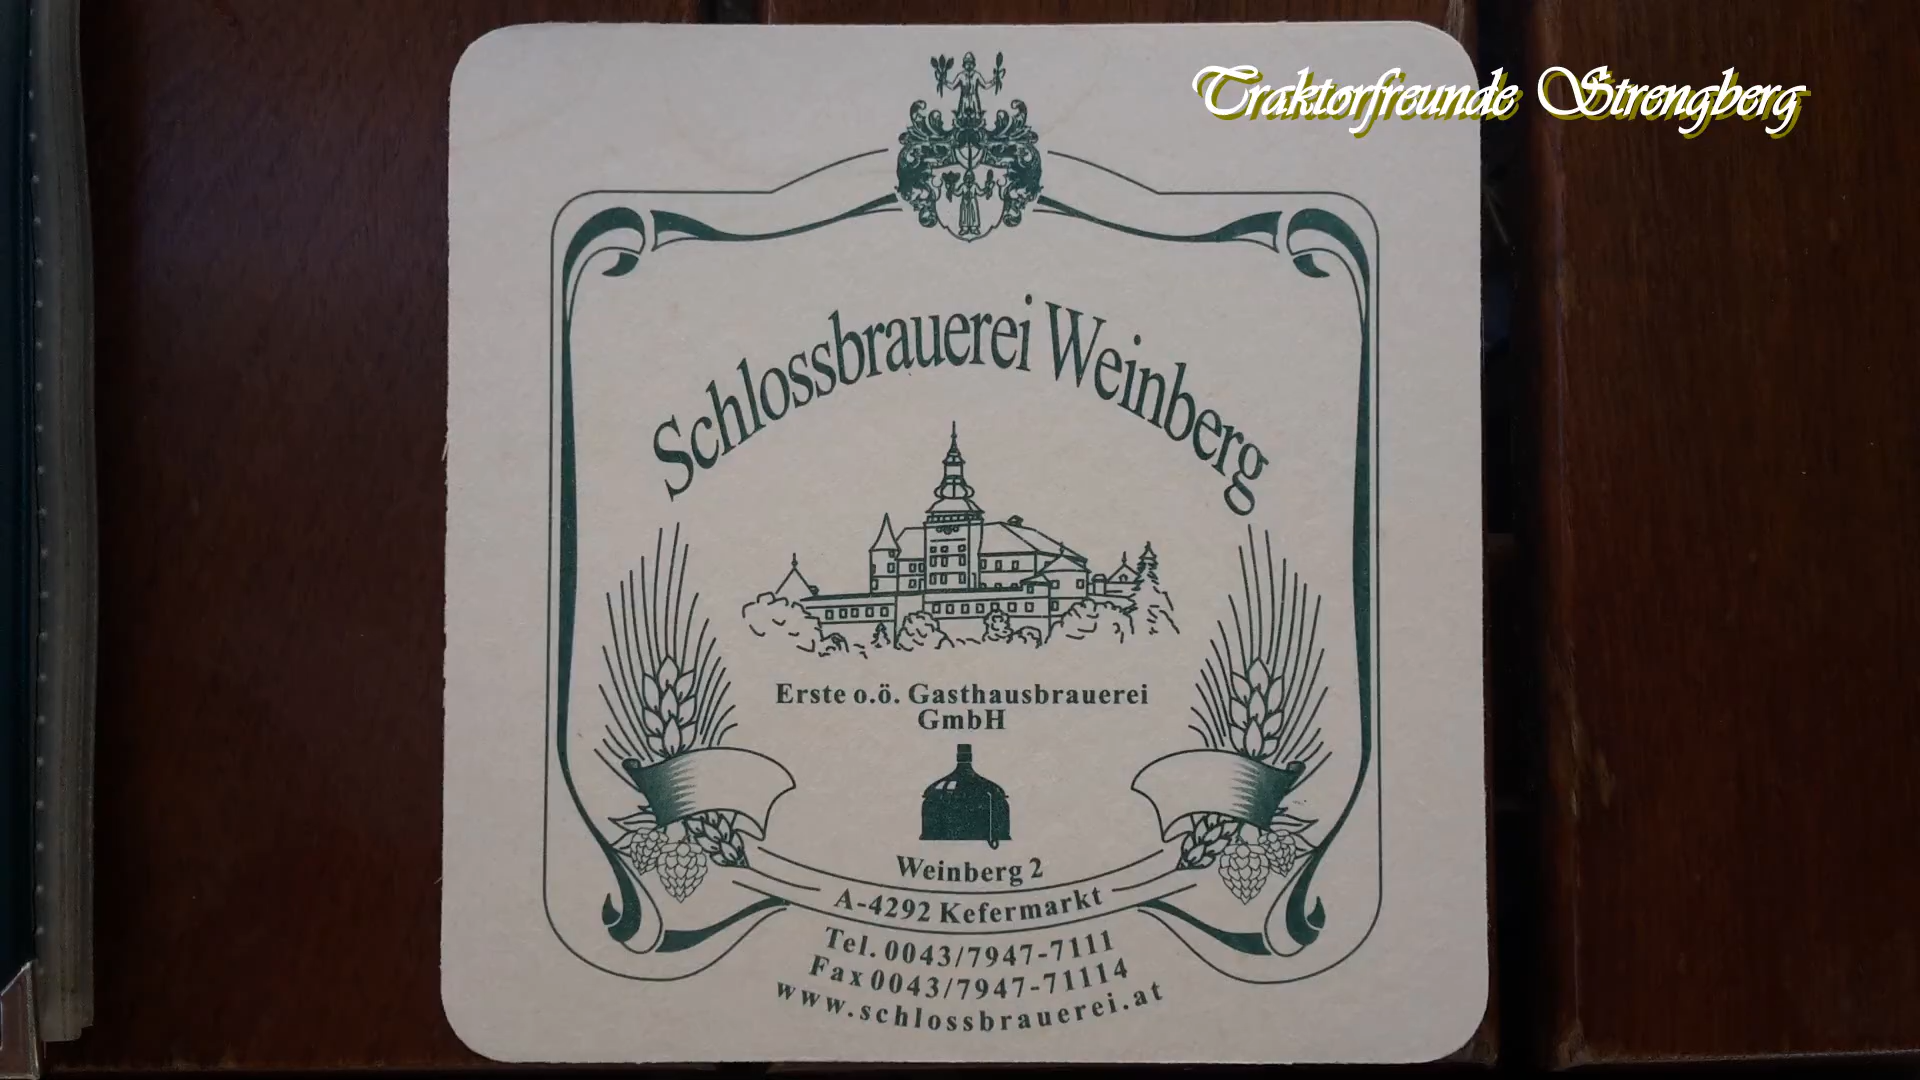 Traktorfreunde Strengberg
Schlossbrauerei Weinberg
Erste o.ö. Gasthausbrauerei
GmbH
Weinberg 2
A-4292 Kefermarkt
Tel. 0043/7947-7111
Fax 0043/7947-71114
www.schlossbrauerei.at